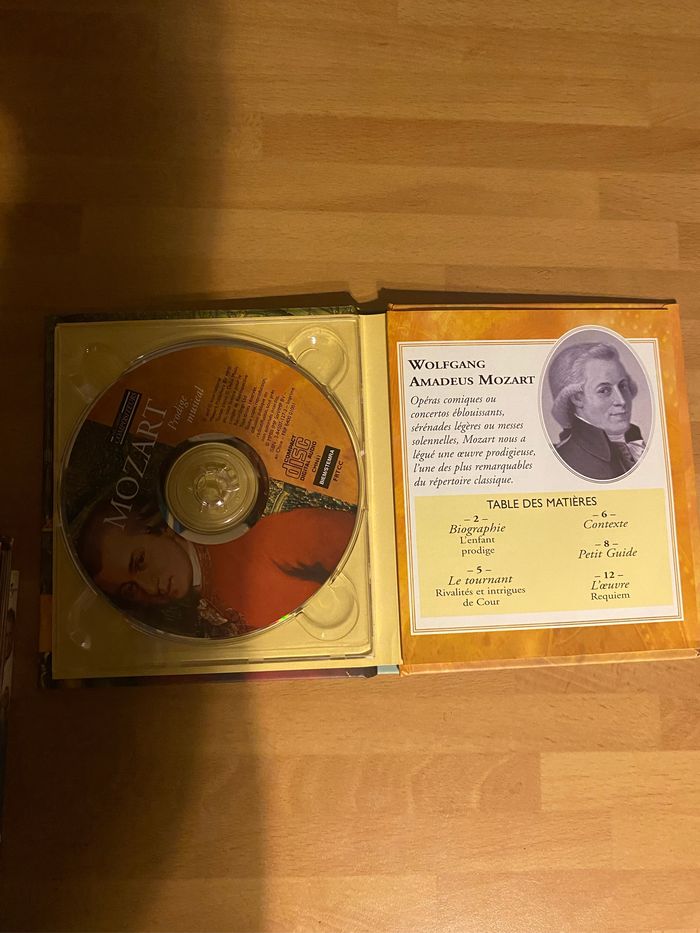 MOZART
Prodige
musical
COMPACT
disc
DIGITAL AUDIO
BIEM/STEMRA
WOLFGANG
AMADEUS MOZART
Opéras comiques ou
concertos éblouissants,
sérénades légères ou messes
solennelles, Mozart nous a
légué une œuvre prodigieuse,
l'une des plus remarquables
du répertoire classique.
TABLE DES MATIÈRES
– 2 –
Biographie
L'enfant
prodige
– 5 –
Le tournant
Rivalités et intrigues
de Cour
– 6 –
Contexte
– 8 –
Petit Guide
– 12 –
L'œuvre
Requiem